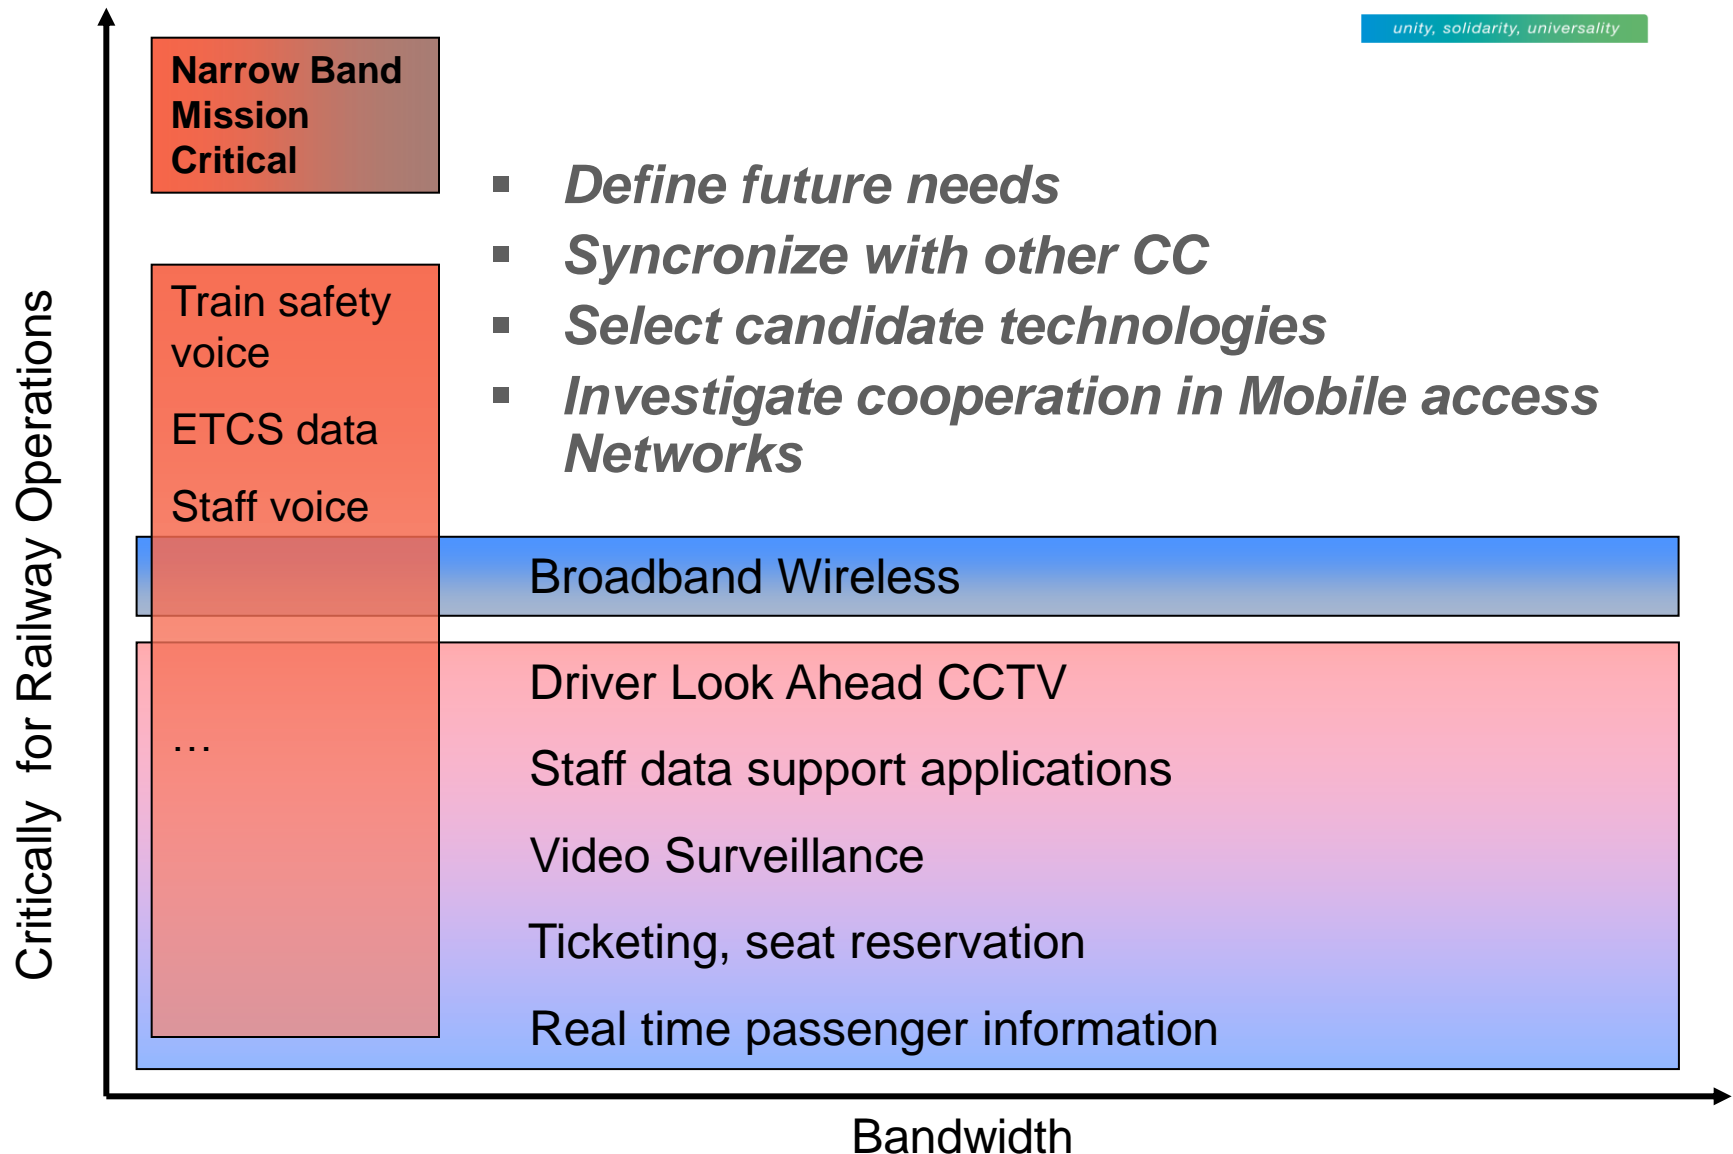 unity, solidarity, universality
Narrow Band
Mission
Critical
Define future needs
Syncronize with other CC
Select candidate technologies
Investigate cooperation in Mobile access
Networks
Train safety
voice
ETCS data
Staff voice
…
Broadband Wireless
Driver Look Ahead CCTV
Staff data support applications
Video Surveillance
Ticketing, seat reservation
Real time passenger information
Critically for Railway Operations
Bandwidth